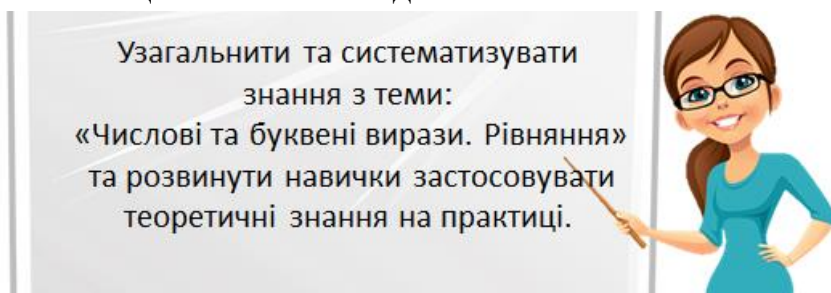 Узагальнити та систематизувати
знання з теми:
«Числові та буквені вирази. Рівняння»
та розвинути навички застосовувати
теоретичні знання на практиці.